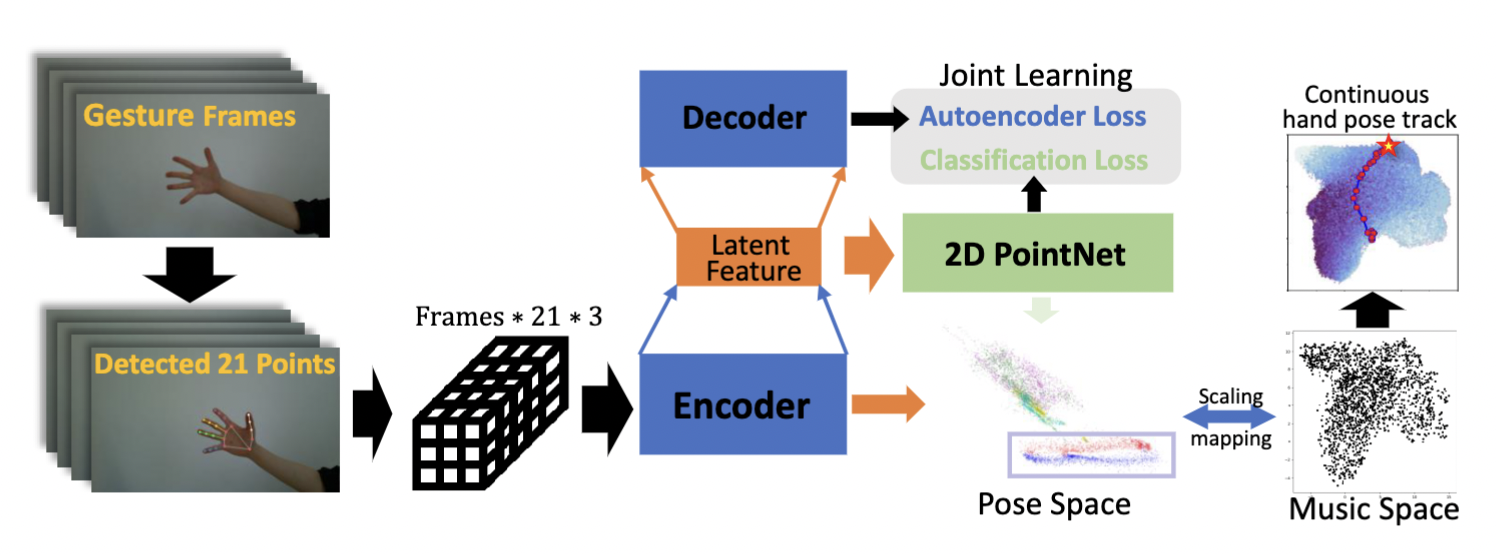 Gesture Frames
Detected 21 Points
Frames * 21 * 3
Decoder
Latent
Feature
Encoder
Joint Learning
Autoencoder Loss
Classification Loss
2D PointNet
Pose Space
Scaling
mapping
Continuous
hand pose track
Music Space